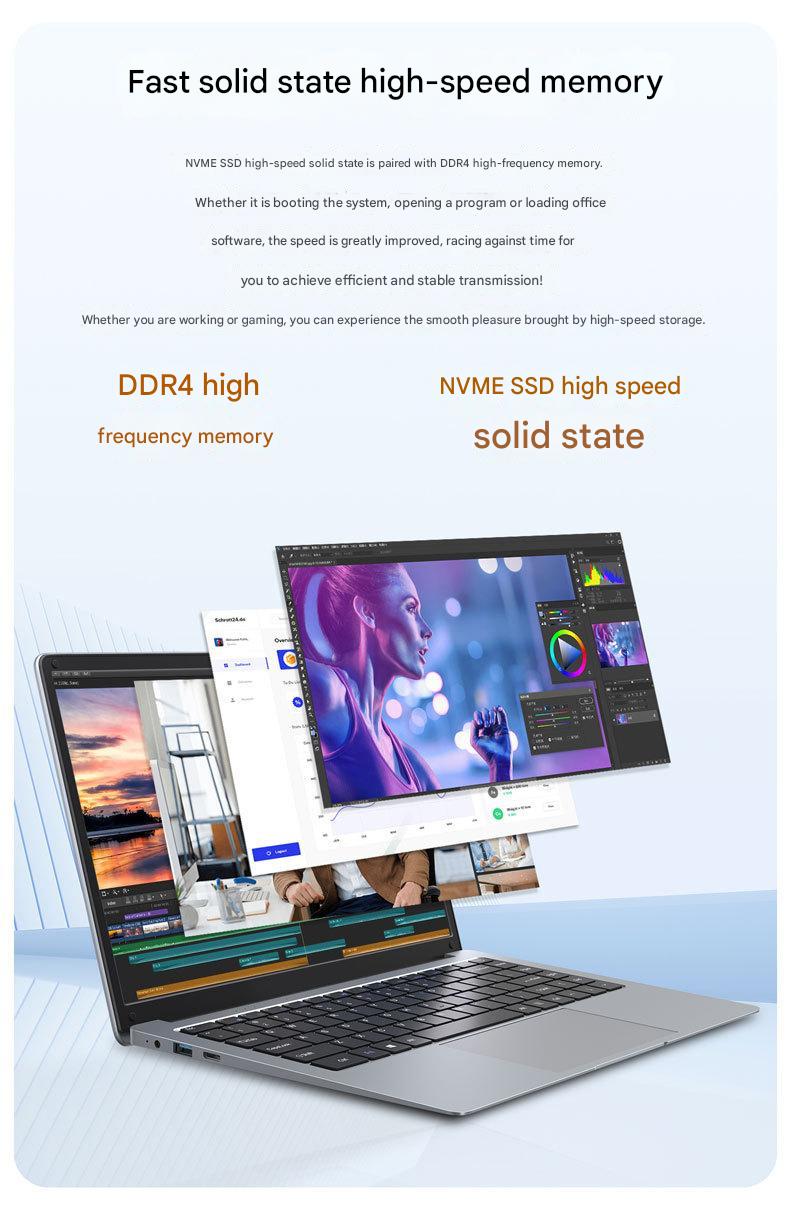 Fast solid state high-speed memory
NVME SSD high-speed solid state is paired with DDR4 high-frequency memory.
Whether it is booting the system, opening a program or loading office
software, the speed is greatly improved, racing against time for
you to achieve efficient and stable transmission!
Whether you are working or gaming, you can experience the smooth pleasure brought by high-speed storage.
DDR4 high
frequency memory
NVME SSD high speed
solid state
Schrott24.de
Dashboard
Logout